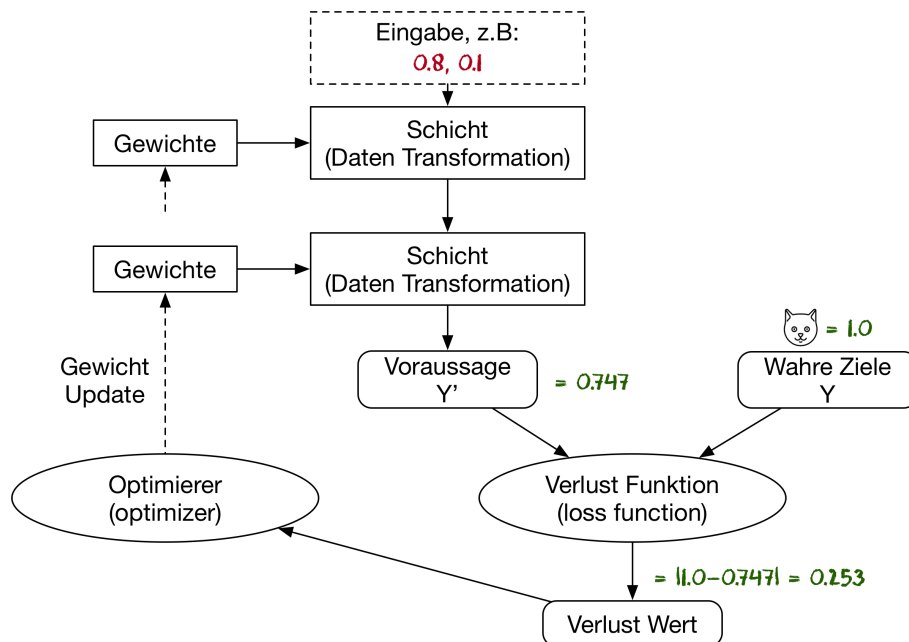 Eingabe, z.B:
0.8, 0.1
Gewichte
Schicht
(Daten Transformation)
Gewichte
Schicht
(Daten Transformation)
= 1.0
Gewicht
Update
Voraussage
Y’
= 0.747
Wahre Ziele
Y
Optimierer
(optimizer)
Verlust Funktion
(loss function)
= |1.0-0.747| = 0.253
Verlust Wert